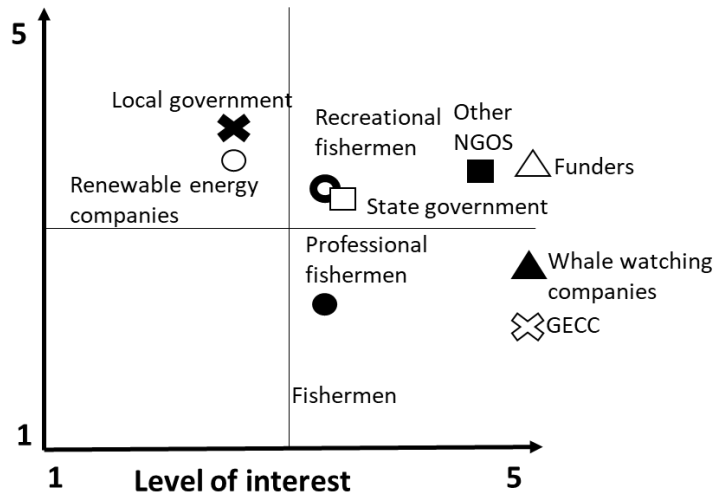 5
Local government
Recreational
fishermen
Other
NGOS
Funders
Renewable energy
companies
State government
Professional
fishermen
Whale watching
companies
GECC
Fishermen
1
1
Level of interest
5